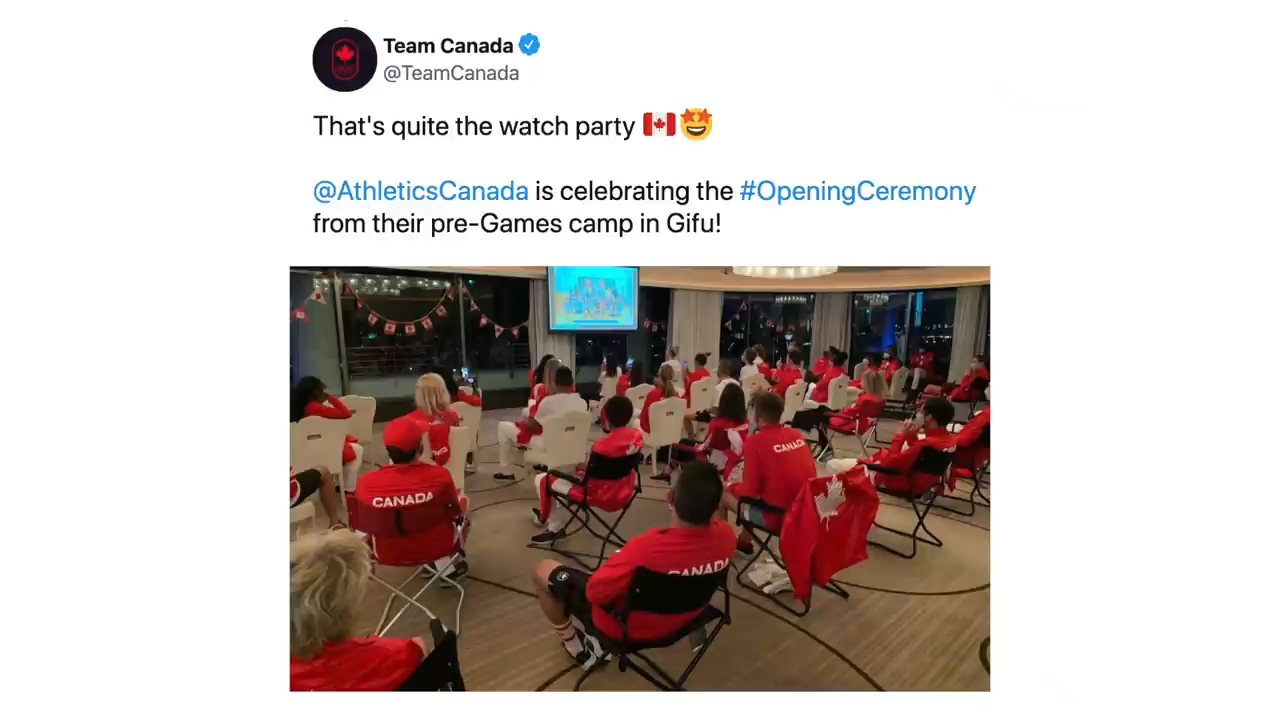 Team Canada
@TeamCanada
That's quite the watch party 🇨🇦🤩
@AthleticsCanada is celebrating the #OpeningCeremony
from their pre-Games camp in Gifu!
CANADA
CANADA
CANADA